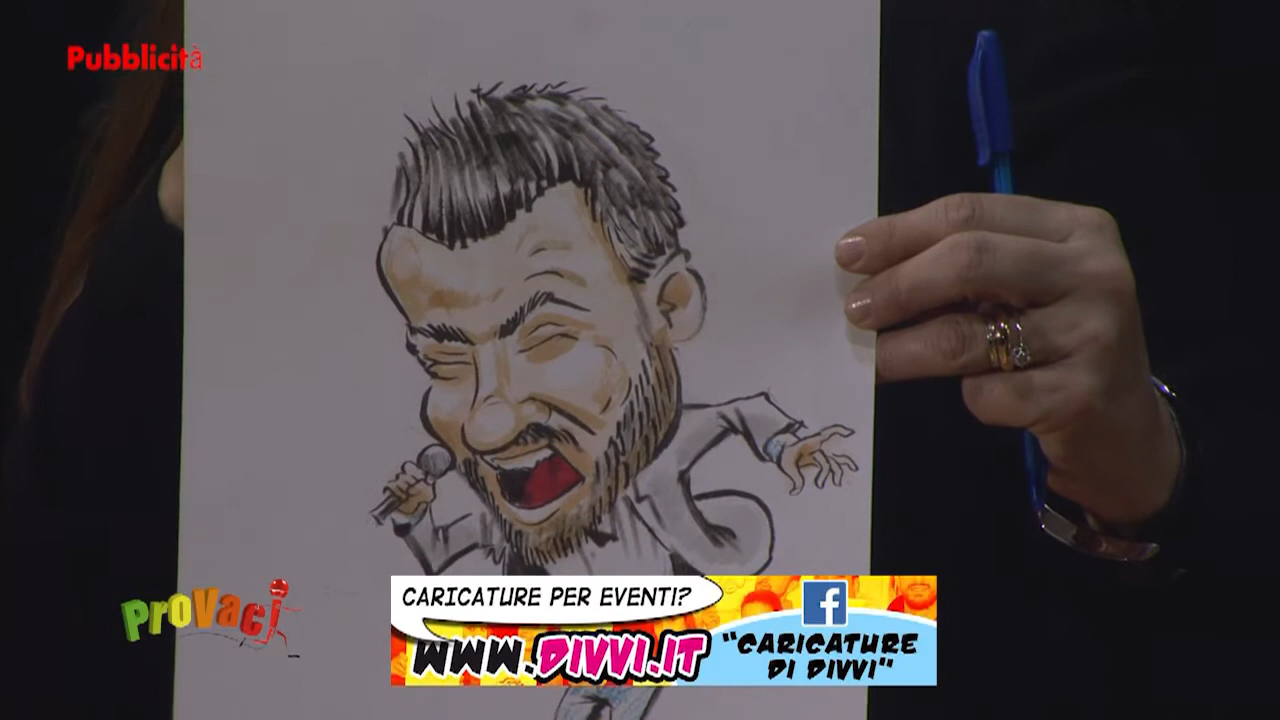 Pubblicità
PROVACI
CARICATURE PER EVENTI?
f
WWW.DIVVI.IT
"CARICATURE
DI DIVVI"